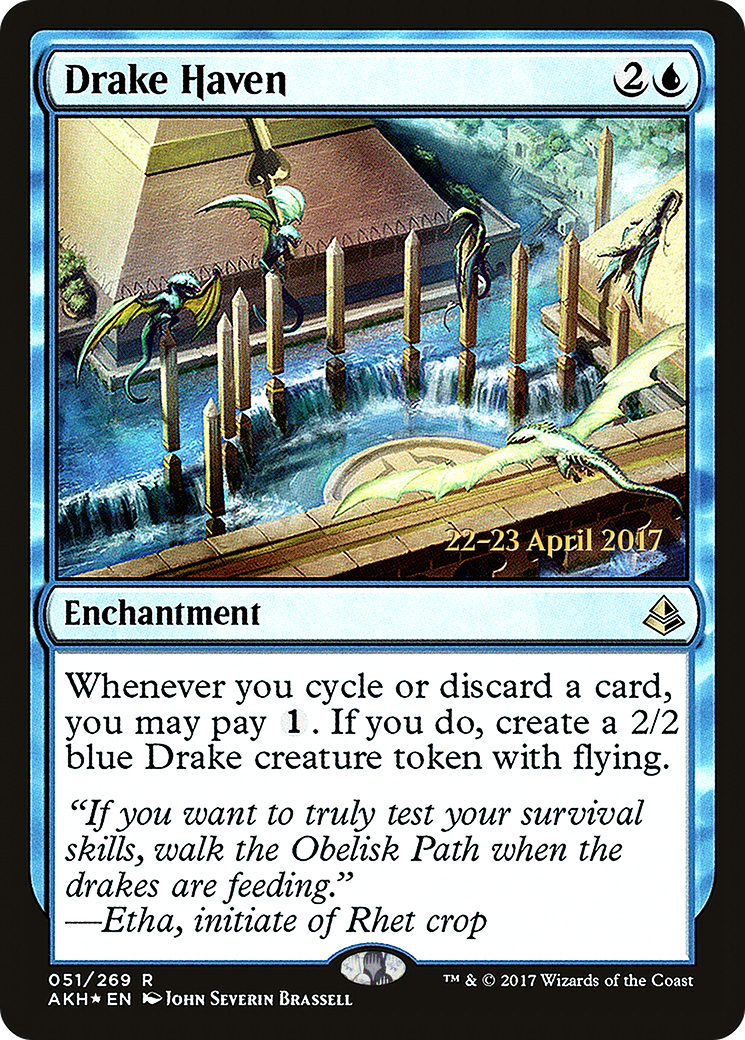 Drake Haven 2
22–23 April 2017
Enchantment
Whenever you cycle or discard a card,
you may pay 1. If you do, create a 2/2
blue Drake creature token with flying.
“If you want to truly test your survival
skills, walk the Obelisk Path when the
drakes are feeding.”
—Etha, initiate of Rhet crop
051/269 R
™ & © 2017 Wizards of the Coast
AKH★EN John Severin Brassell